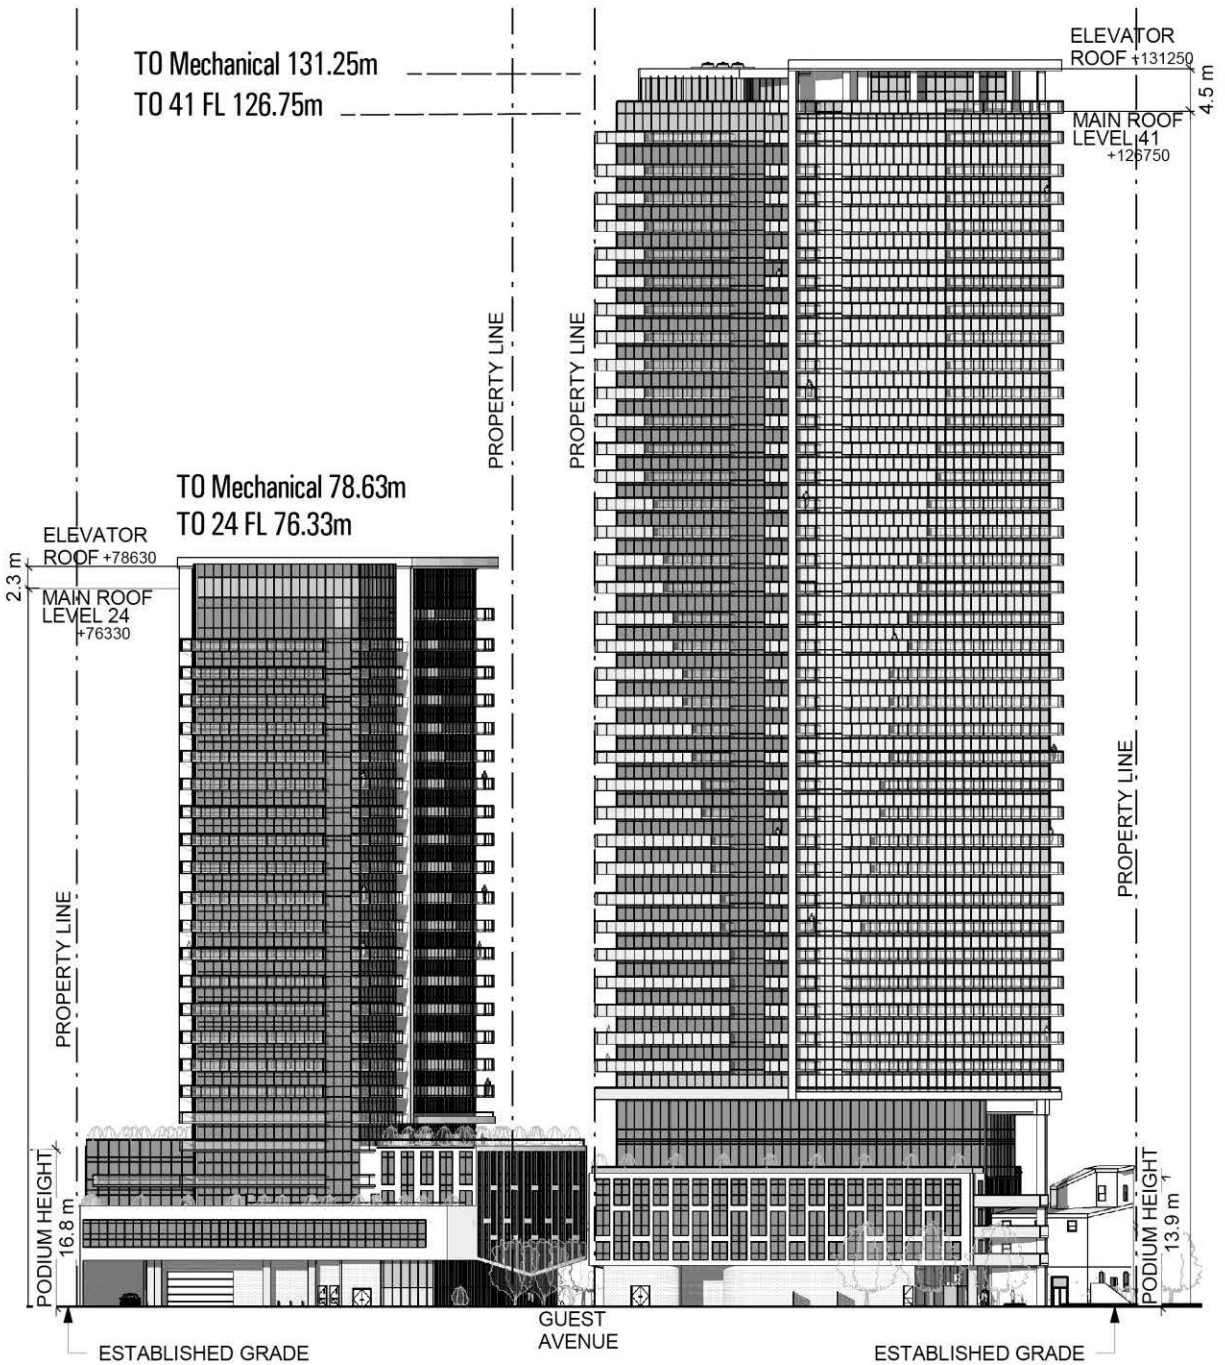 TO Mechanical 131.25m
TO 41 FL 126.75m
ELEVATOR
ROOF +131250
4.5 m
MAIN ROOF
LEVEL 41
+126750
PROPERTY LINE
PROPERTY LINE
TO Mechanical 78.63m
TO 24 FL 76.33m
ELEVATOR
ROOF +78630
2.3 m
MAIN ROOF
LEVEL 24
+76330
PROPERTY LINE
PROPERTY LINE
PODIUM HEIGHT
16.8 m
PODIUM HEIGHT
13.9 m
1
GUEST
AVENUE
ESTABLISHED GRADE
ESTABLISHED GRADE